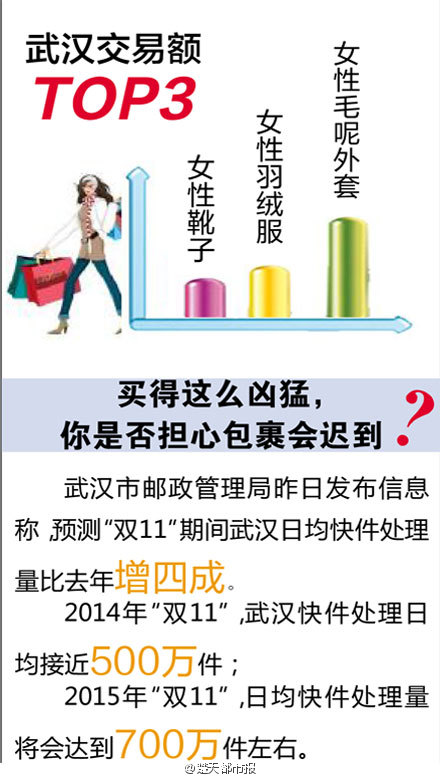 武汉交易额
TOP3
女性靴子
女性羽绒服
女性毛呢外套
买得这么凶猛，
你是否担心包裹会迟到？
武汉市邮政管理局昨日发布信息
称，预测“双11”期间武汉日均快件处理
量比去年增四成。
2014年“双11”，武汉快件处理日
均接近500万件；
2015年“双11”，日均快件处理量
将会达到700万件左右。
@楚天都市报